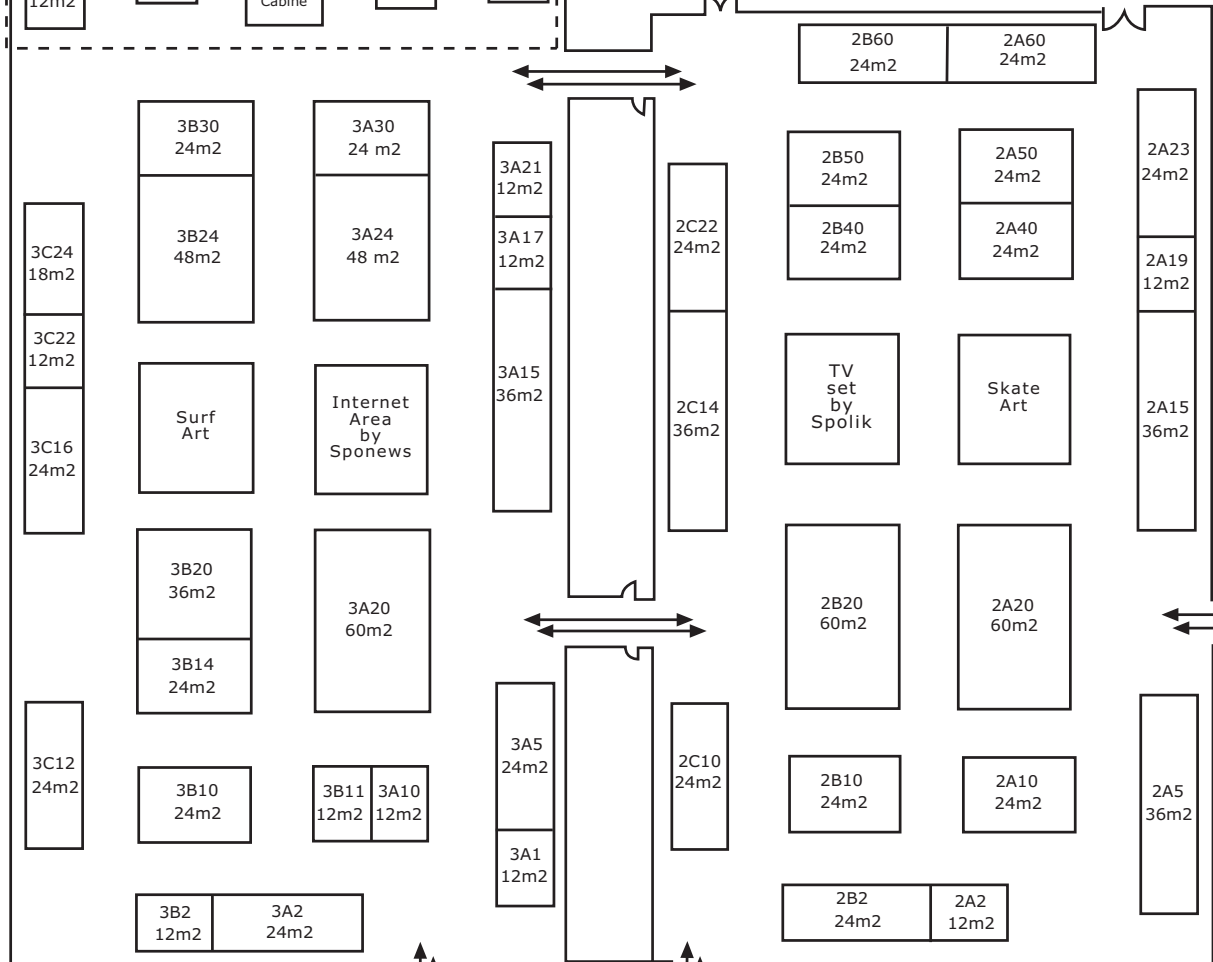 12m2
Cabine
2B60
24m2
2A60
24m2
3B30
24m2
3A30
24 m2
3A21
12m2
2B50
24m2
2A50
24m2
2A23
24m2
3B24
48m2
3A24
48 m2
3A17
12m2
2C22
24m2
2B40
24m2
2A40
24m2
2A19
12m2
3C24
18m2
3C22
12m2
3C16
24m2
Surf
Art
Internet
Area
by
Sponews
3A15
36m2
2C14
36m2
TV
set
by
Spolik
Skate
Art
2A15
36m2
3B20
36m2
3B14
24m2
3A20
60m2
2B20
60m2
2A20
60m2
3C12
24m2
3B10
24m2
3B11
12m2
3A10
12m2
3A5
24m2
3A1
12m2
2C10
24m2
2B10
24m2
2A10
24m2
2A5
36m2
3B2
12m2
3A2
24m2
2B2
24m2
2A2
12m2